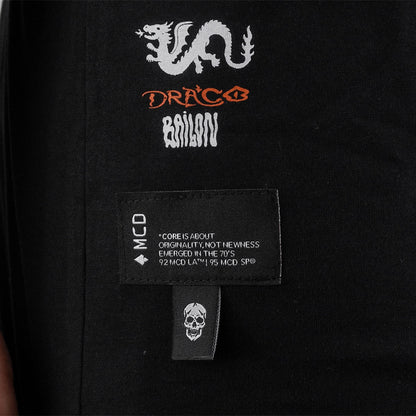 DRACO
BAILON
MCD
"CORE IS ABOUT
ORIGINALITY, NOT NEWNESS
EMERGED IN THE 70'S
92 MCD LA™ | 95 MCD SP®